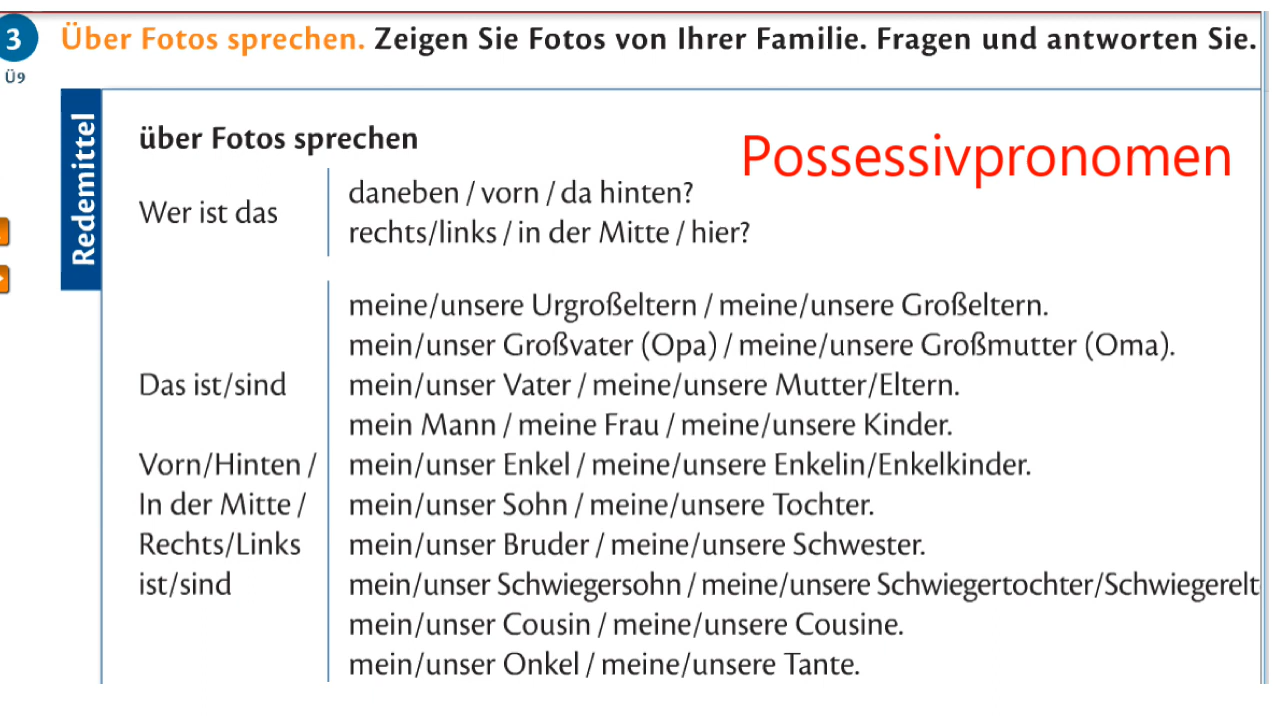 3 Über Fotos sprechen. Zeigen Sie Fotos von Ihrer Familie. Fragen und antworten Sie.
Ü9
Redemittel
über Fotos sprechen
Possessivpronomen
Wer ist das
daneben / vorn / da hinten?
rechts/links / in der Mitte / hier?
meine/unsere Urgroßeltern / meine/unsere Großeltern.
mein/unser Großvater (Opa) / meine/unsere Großmutter (Oma).
Das ist/sind mein/unser Vater / meine/unsere Mutter/Eltern.
mein Mann / meine Frau / meine/unsere Kinder.
Vorn/Hinten / mein/unser Enkel / meine/unsere Enkelin/Enkelkinder.
In der Mitte / mein/unser Sohn / meine/unsere Tochter.
Rechts/Links mein/unser Bruder / meine/unsere Schwester.
ist/sind mein/unser Schwiegersohn / meine/unsere Schwiegertochter/Schwiegerelt
mein/unser Cousin / meine/unsere Cousine.
mein/unser Onkel / meine/unsere Tante.